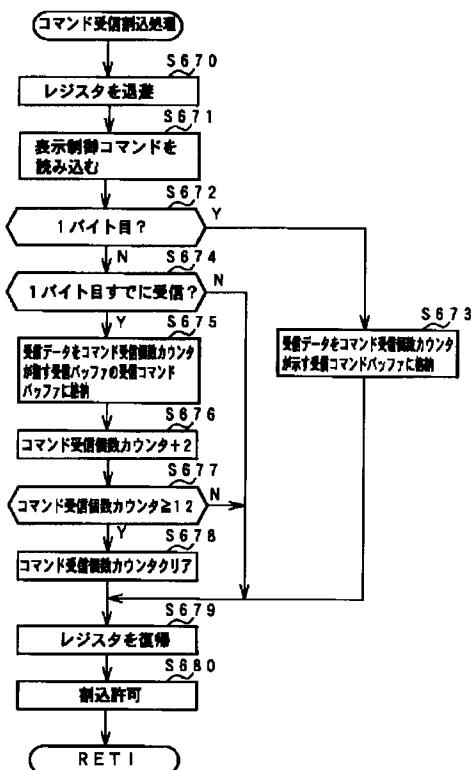 コマンド受信割込処理
S670
レジスタを退避
S671
表示制御コマンドを
読み込む
S672
1バイト目?
Y
N
S674
1バイト目すでに受信?
N
Y
S673
受信データをコマンド受信個数カウンタ
が示す受信コマンドバッファに格納
S675
受信データをコマンド受信個数カウンタ
が指す受信バッファの受信コマンド
バッファに格納
S676
コマンド受信個数カウンタ+2
S677
コマンド受信個数カウンタ≧12
N
Y
S678
コマンド受信個数カウンタクリア
S679
レジスタを復帰
S680
割込許可
RETI